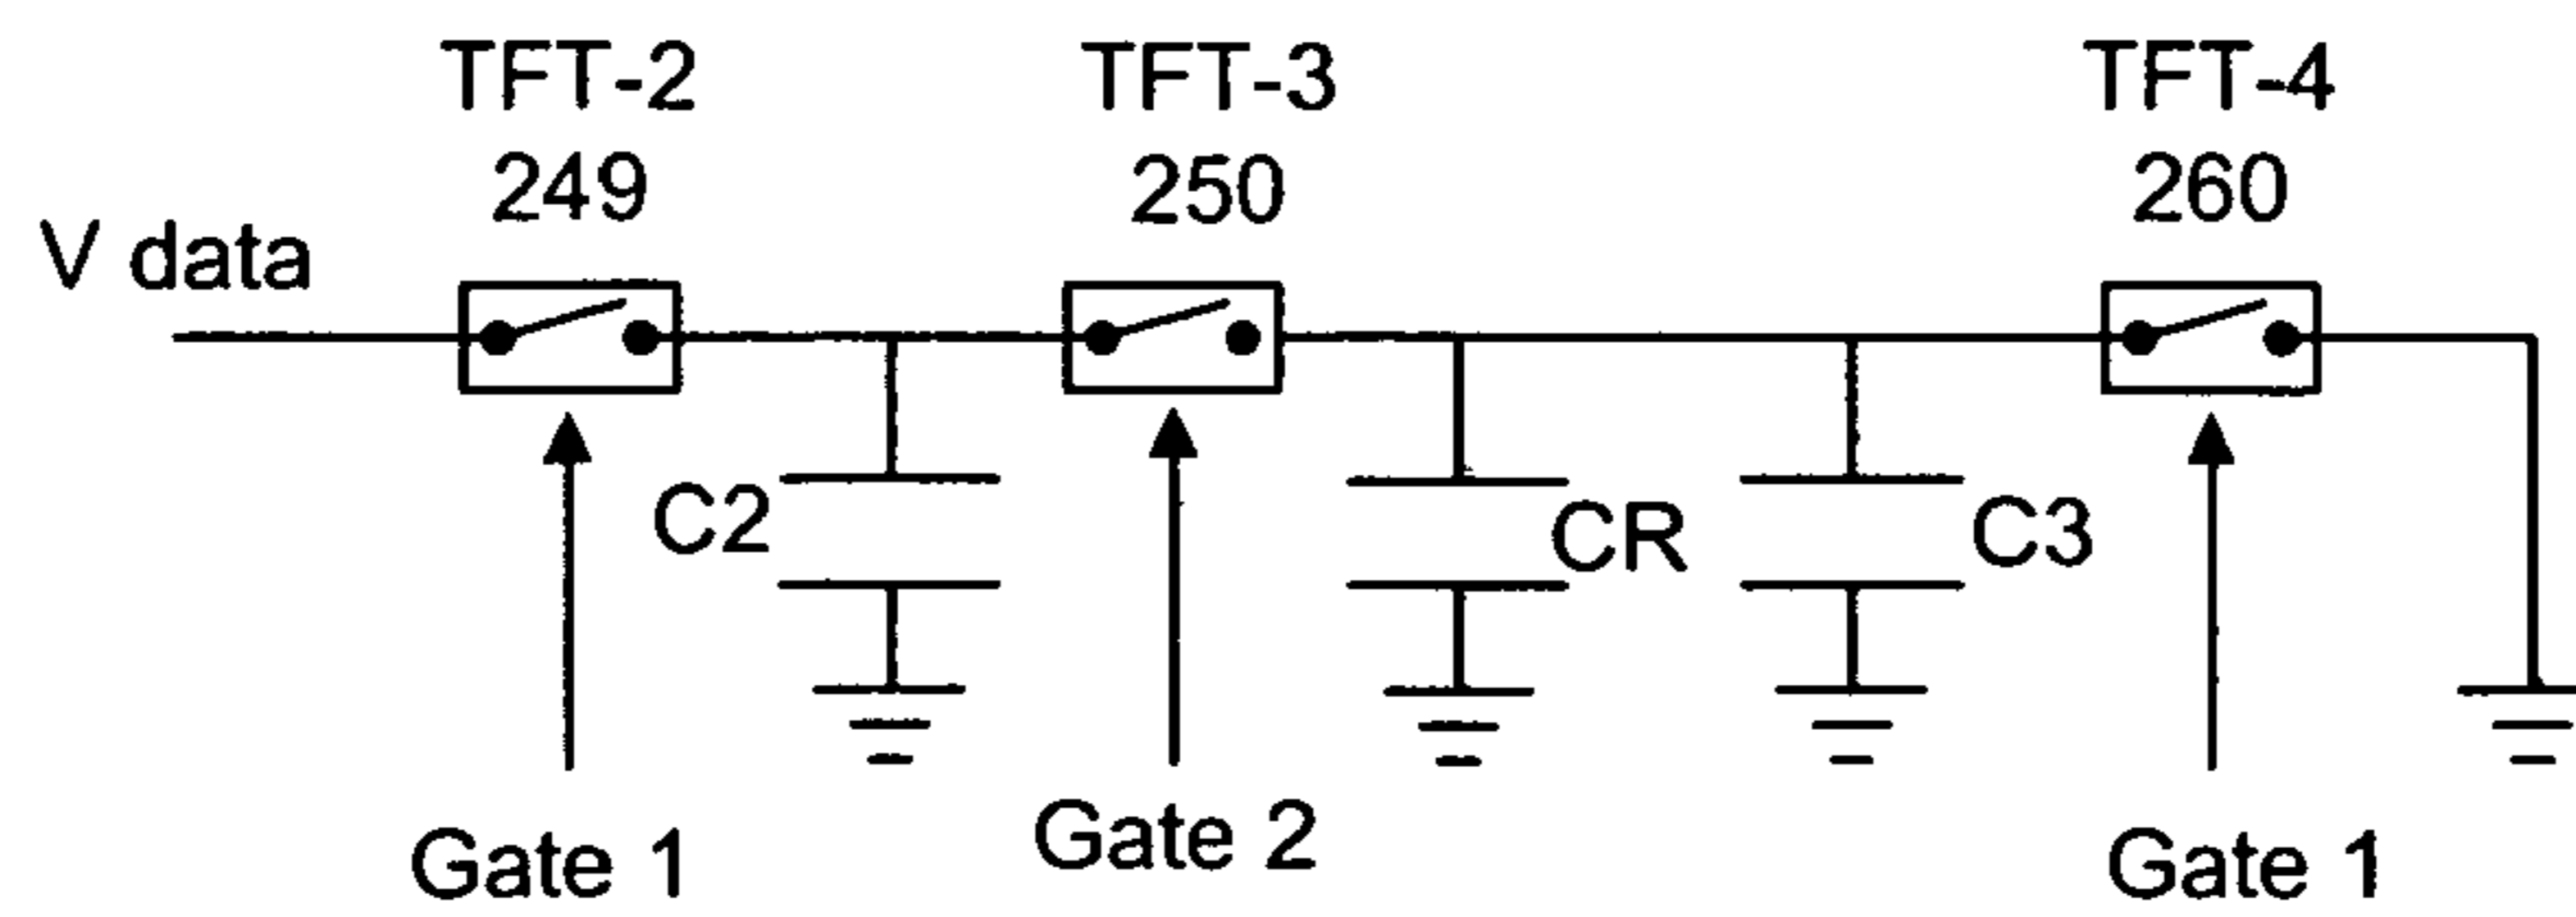 TFT-2
249
TFT-3
250
TFT-4
260
V data
C2
CR
C3
Gate 1
Gate 2
Gate 1